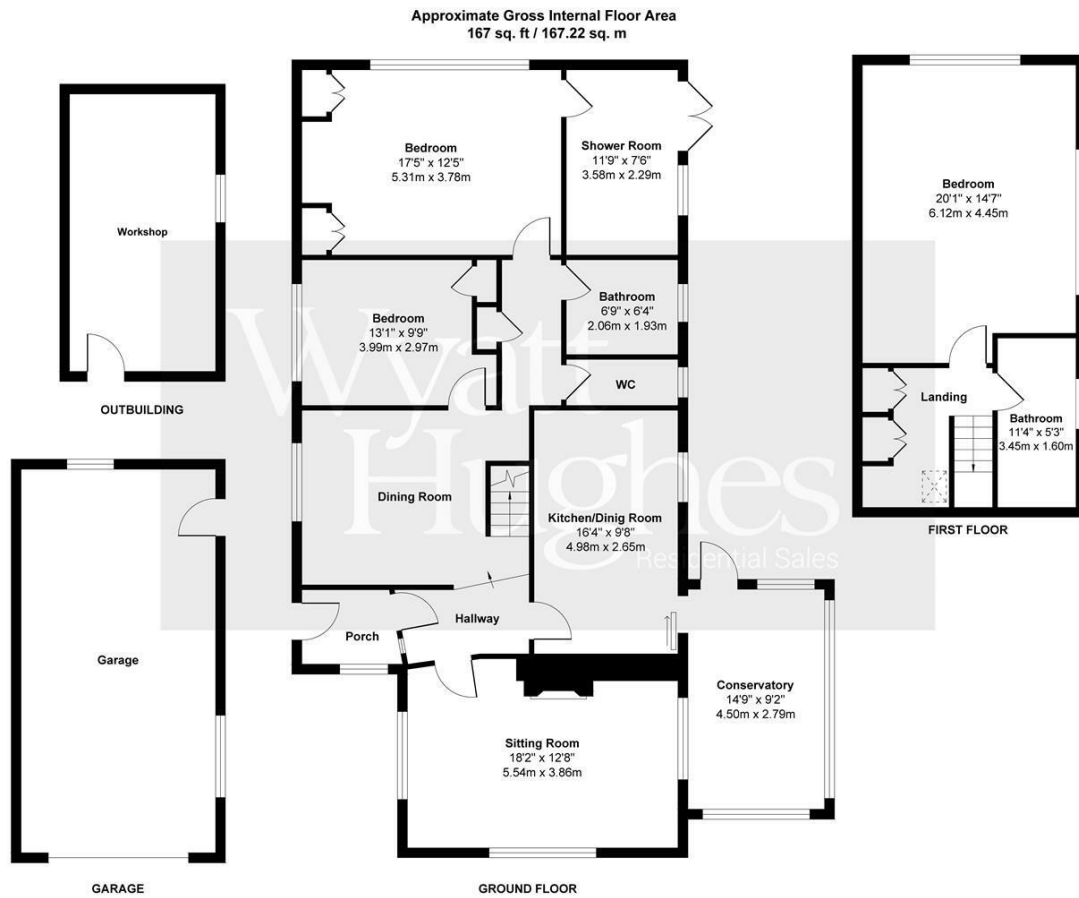 Approximate Gross Internal Floor Area
167 sq. ft / 167.22 sq. m
Workshop
OUTBUILDING
Bedroom
17'5" x 12'5"
5.31m x 3.78m
Shower Room
11'9" x 7'6"
3.58m x 2.29m
Bedroom
20'1" x 14'7"
6.12m x 4.45m
Bedroom
13'1" x 9'9"
3.99m x 2.97m
Bathroom
6'9" x 6'4"
2.06m x 1.93m
WC
Landing
Bathroom
11'4" x 5'3"
3.45m x 1.60m
FIRST FLOOR
Wyatt
Hughes
Residential Sales
Dining Room
Kitchen/Dinig Room
16'4" x 9'8"
4.98m x 2.65m
Porch
Hallway
Garage
GARAGE
Conservatory
14'9" x 9'2"
4.50m x 2.79m
Sitting Room
18'2" x 12'8"
5.54m x 3.86m
GROUND FLOOR